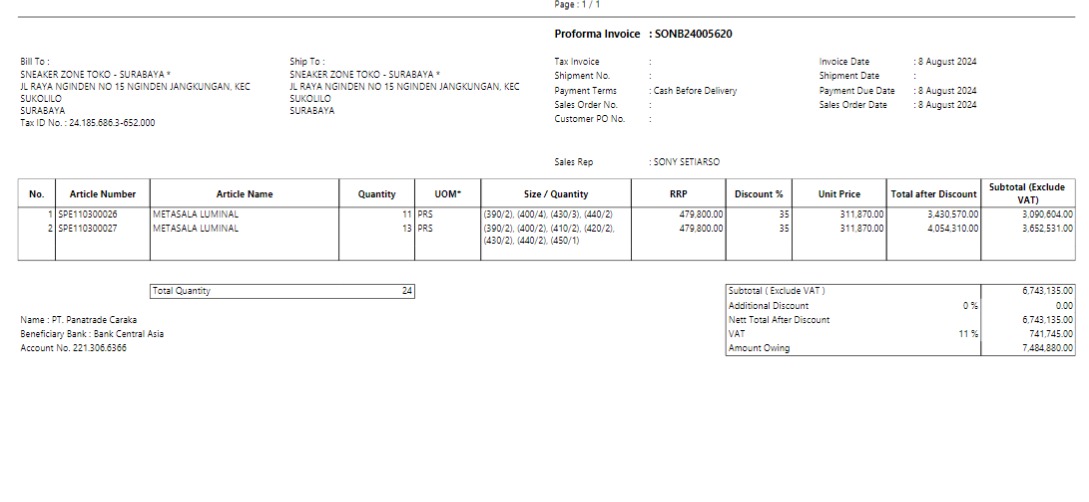 Page : 1 / 1
Proforma Invoice : SONB24005620
Bill To :
SNEAKER ZONE TOKO - SURABAYA *
JL RAYA NGINDEN NO 15 NGINDEN JANGKUNGAN, KEC
SUKOLILO
SURABAYA
Tax ID No. : 24.185.686.3-652.000
Ship To :
SNEAKER ZONE TOKO - SURABAYA *
JL RAYA NGINDEN NO 15 NGINDEN JANGKUNGAN, KEC
SUKOLILO
SURABAYA
Tax Invoice :
Shipment No. :
Payment Terms : Cash Before Delivery
Sales Order No. :
Customer PO No. :
Invoice Date : 8 August 2024
Shipment Date :
Payment Due Date : 8 August 2024
Sales Order Date : 8 August 2024
Sales Rep : SONY SETIARSO
No. Article Number Article Name Quantity UOM* Size / Quantity RRP Discount % Unit Price Total after Discount Subtotal (Exclude VAT)
1 SPE110300026 METASALA LUMINAL 11 PRS (390/2), (400/4), (430/3), (440/2) 479,800.00 35 311,870.00 3,430,570.00 3,090,604.00
2 SPE110300027 METASALA LUMINAL 13 PRS (390/2), (400/2), (410/2), (420/2), 479,800.00 35 311,870.00 4,054,310.00 3,652,531.00
(430/2), (440/2), (450/1)
Total Quantity 24
Subtotal ( Exclude VAT ) 6,743,135.00
Additional Discount 0 % 0.00
Nett Total After Discount 6,743,135.00
VAT 11 % 741,745.00
Amount Owing 7,484,880.00
Name : PT. Panatrade Caraka
Beneficiary Bank : Bank Central Asia
Account No. 221.306.6366